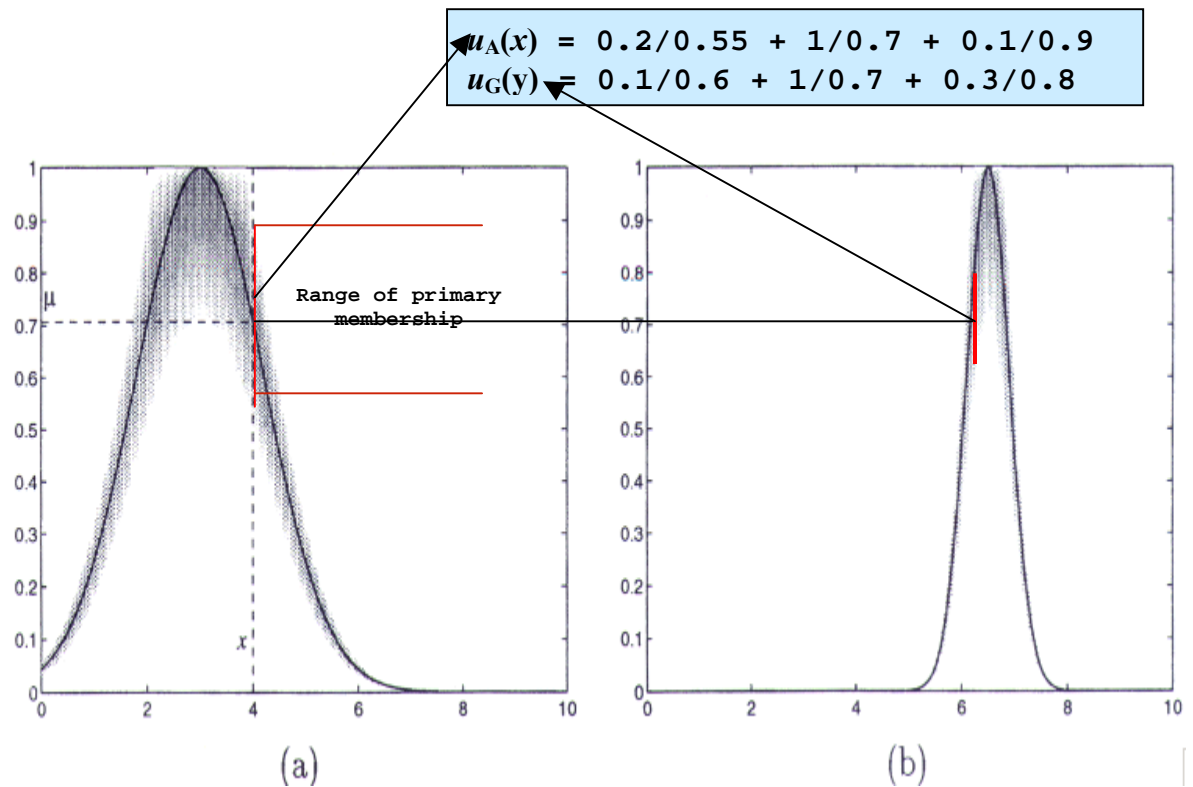 uA(x) = 0.2/0.55 + 1/0.7 + 0.1/0.9
uG(y) = 0.1/0.6 + 1/0.7 + 0.3/0.8
1
0.9
0.8
μ
0.7
0.6
0.5
0.4
0.3
0.2
0.1
0
Range of primary
membership
x
0 2 4 6 8 10
(a)
1
0.9
0.8
0.7
0.6
0.5
0.4
0.3
0.2
0.1
0
0 2 4 6 8 10
(b)